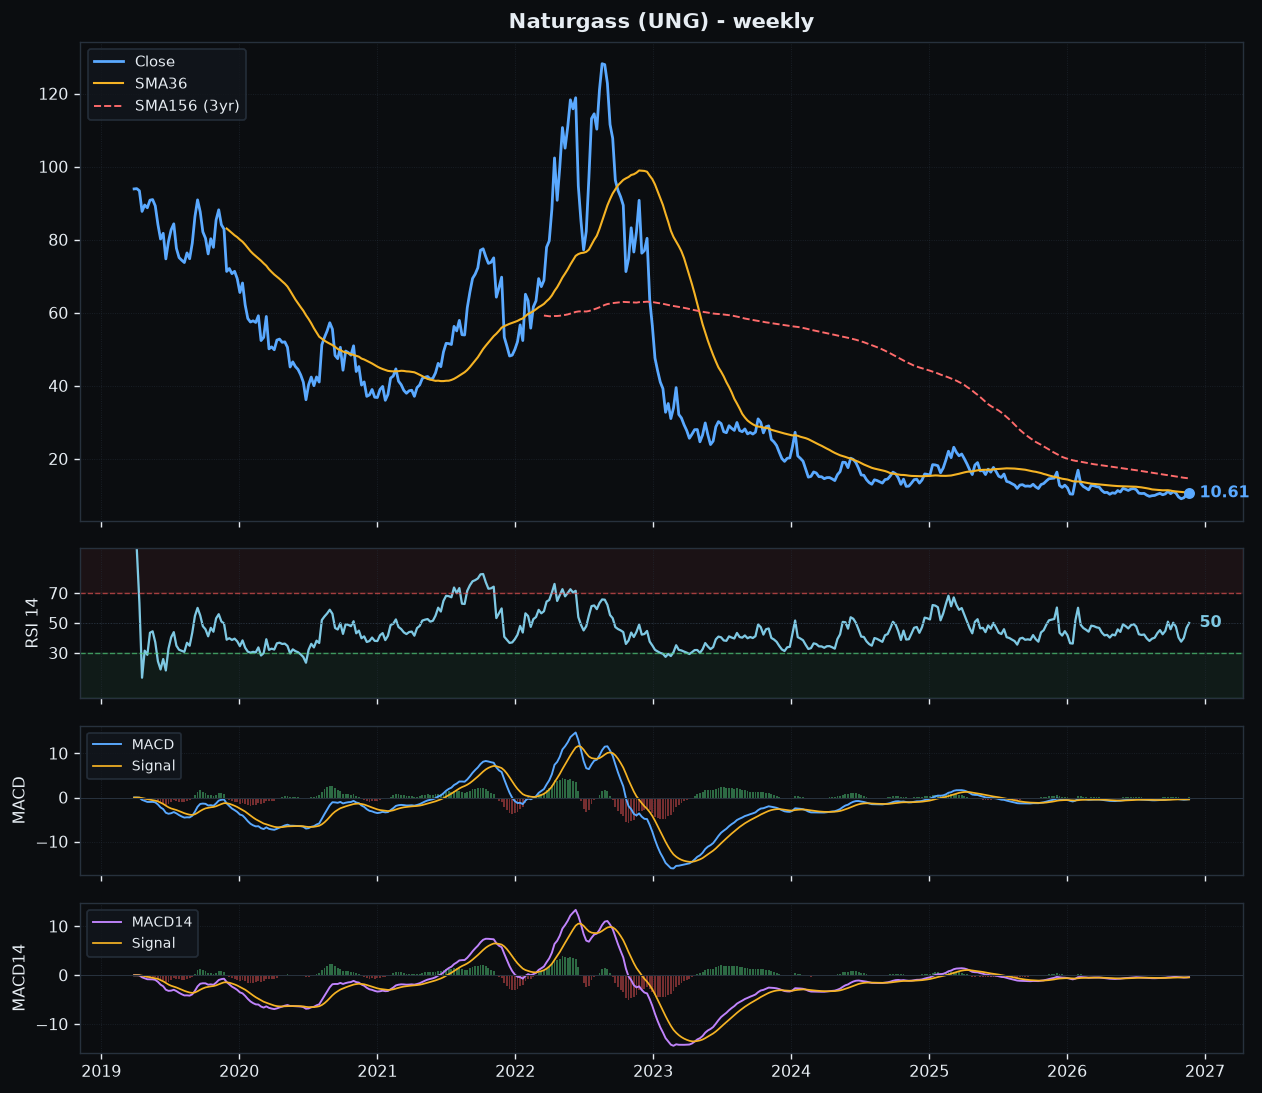 Naturgass (UNG) - weekly
Close
SMA36
SMA156 (3yr)
120
100
80
60
40
20
10.61
RSI 14
70
50
30
50
MACD
MACD
Signal
10
0
−10
MACD14
MACD14
Signal
10
0
−10
2019 2020 2021 2022 2023 2024 2025 2026 2027